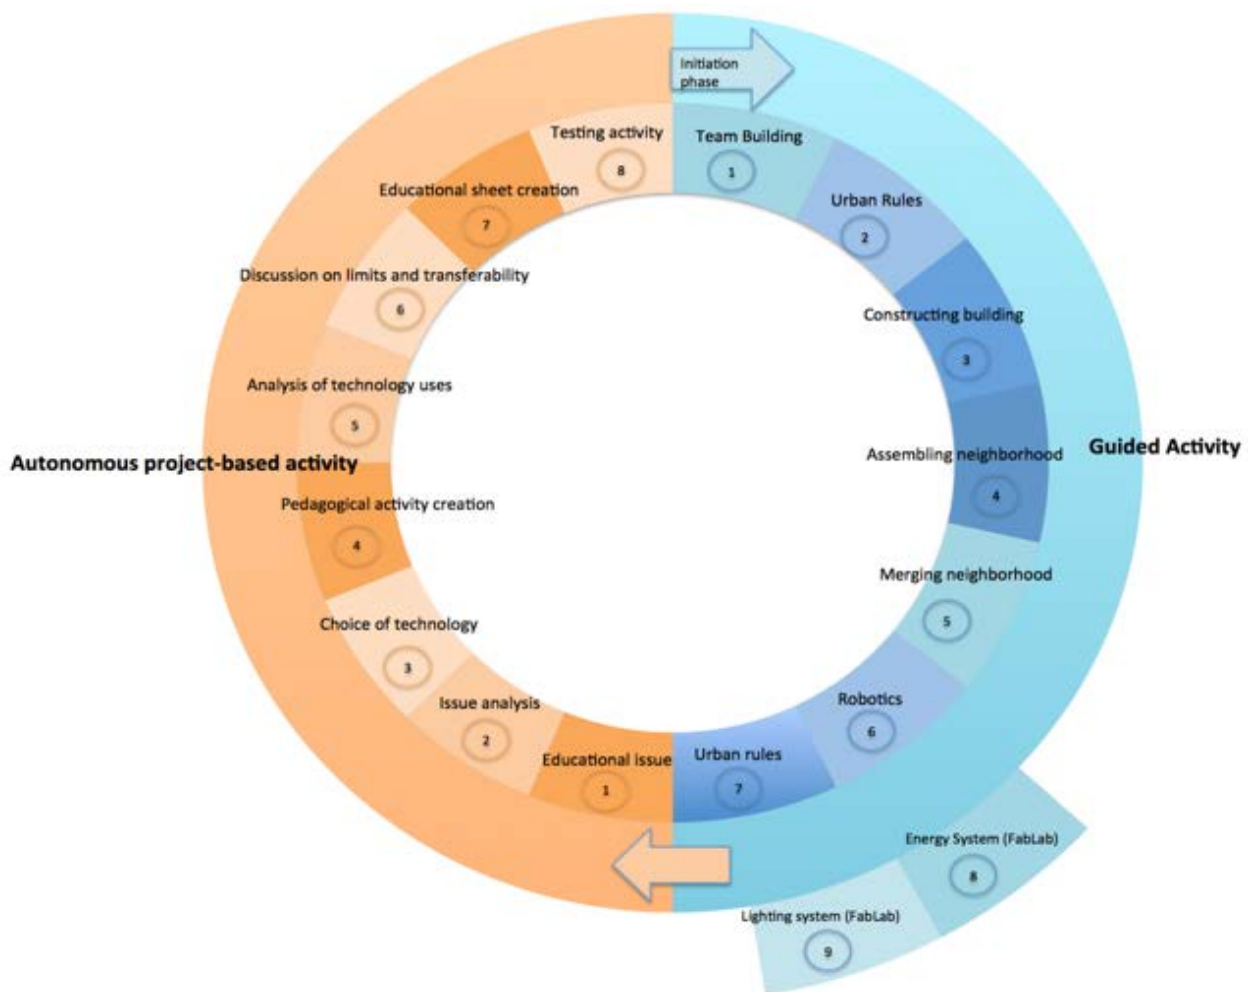 Initiation
phase
Team Building
1
Urban Rules
2
Constructing building
3
Assembling neighborhood
4
Guided Activity
Merging neighborhood
5
Robotics
6
Urban rules
7
Energy System (FabLab)
8
Lighting system (FabLab)
9
Educational issue
1
Issue analysis
2
Choice of technology
3
Pedagogical activity creation
4
Autonomous project-based activity
Analysis of technology uses
5
Discussion on limits and transferability
6
Educational sheet creation
7
Testing activity
8